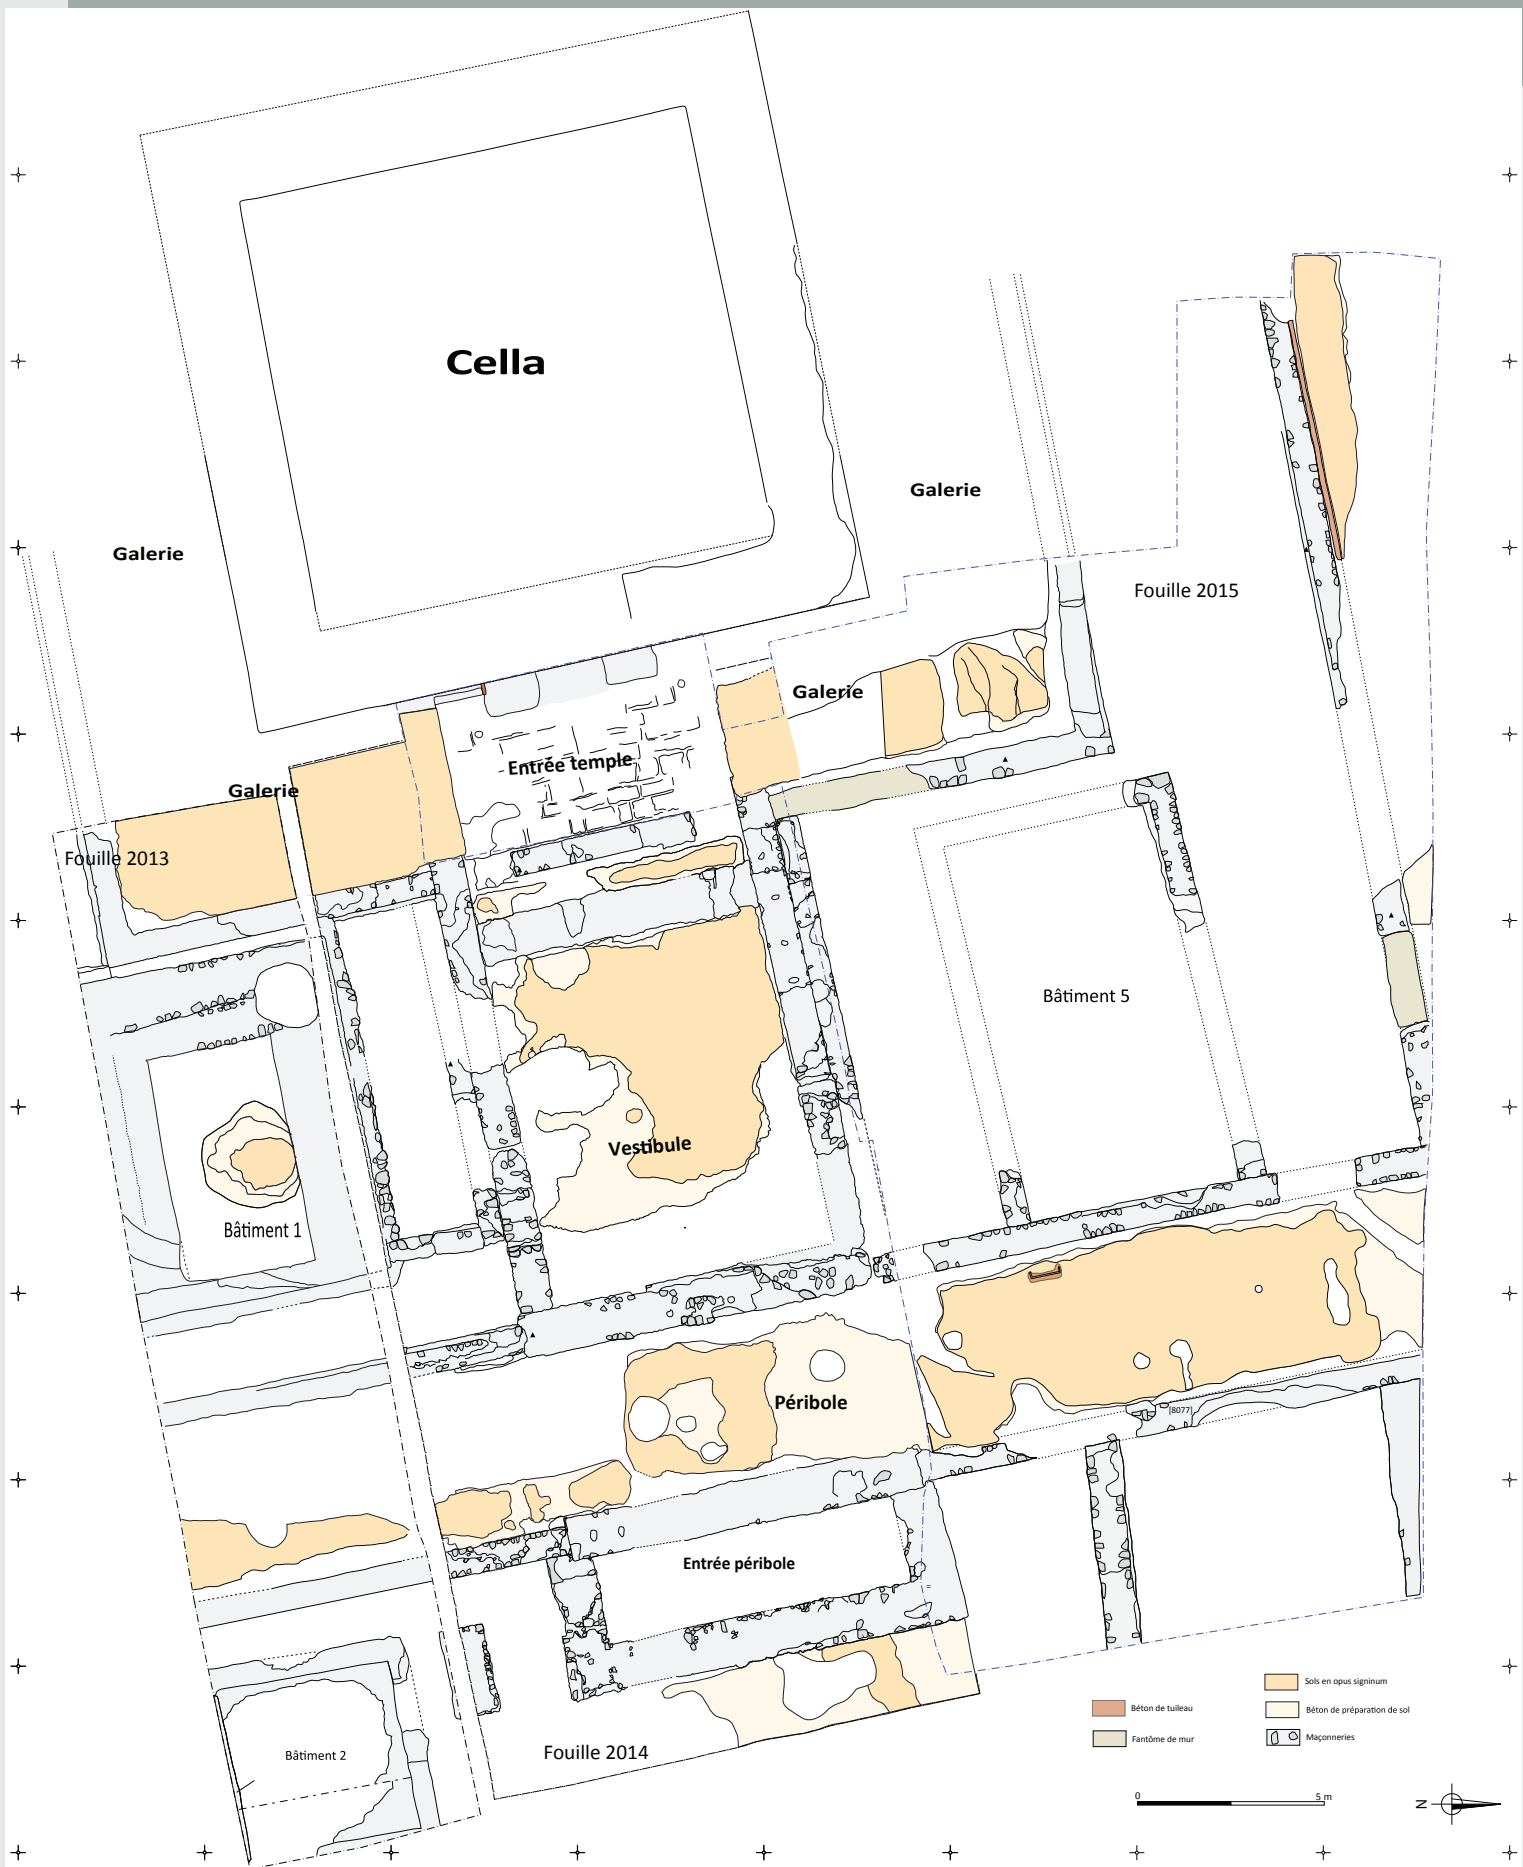 Cella
Galerie
Galerie
Fouille 2015
Galerie
Entrée temple
Galerie
Fouille 2013
Bâtiment 5
Vestibule
Bâtiment 1
Péribole
[8077]
Entrée péribole
Sols en opus signinum
Béton de tuileau
Béton de préparation de sol
Fantôme de mur
Maçonneries
Fouille 2014
Bâtiment 2
0
5 m
N